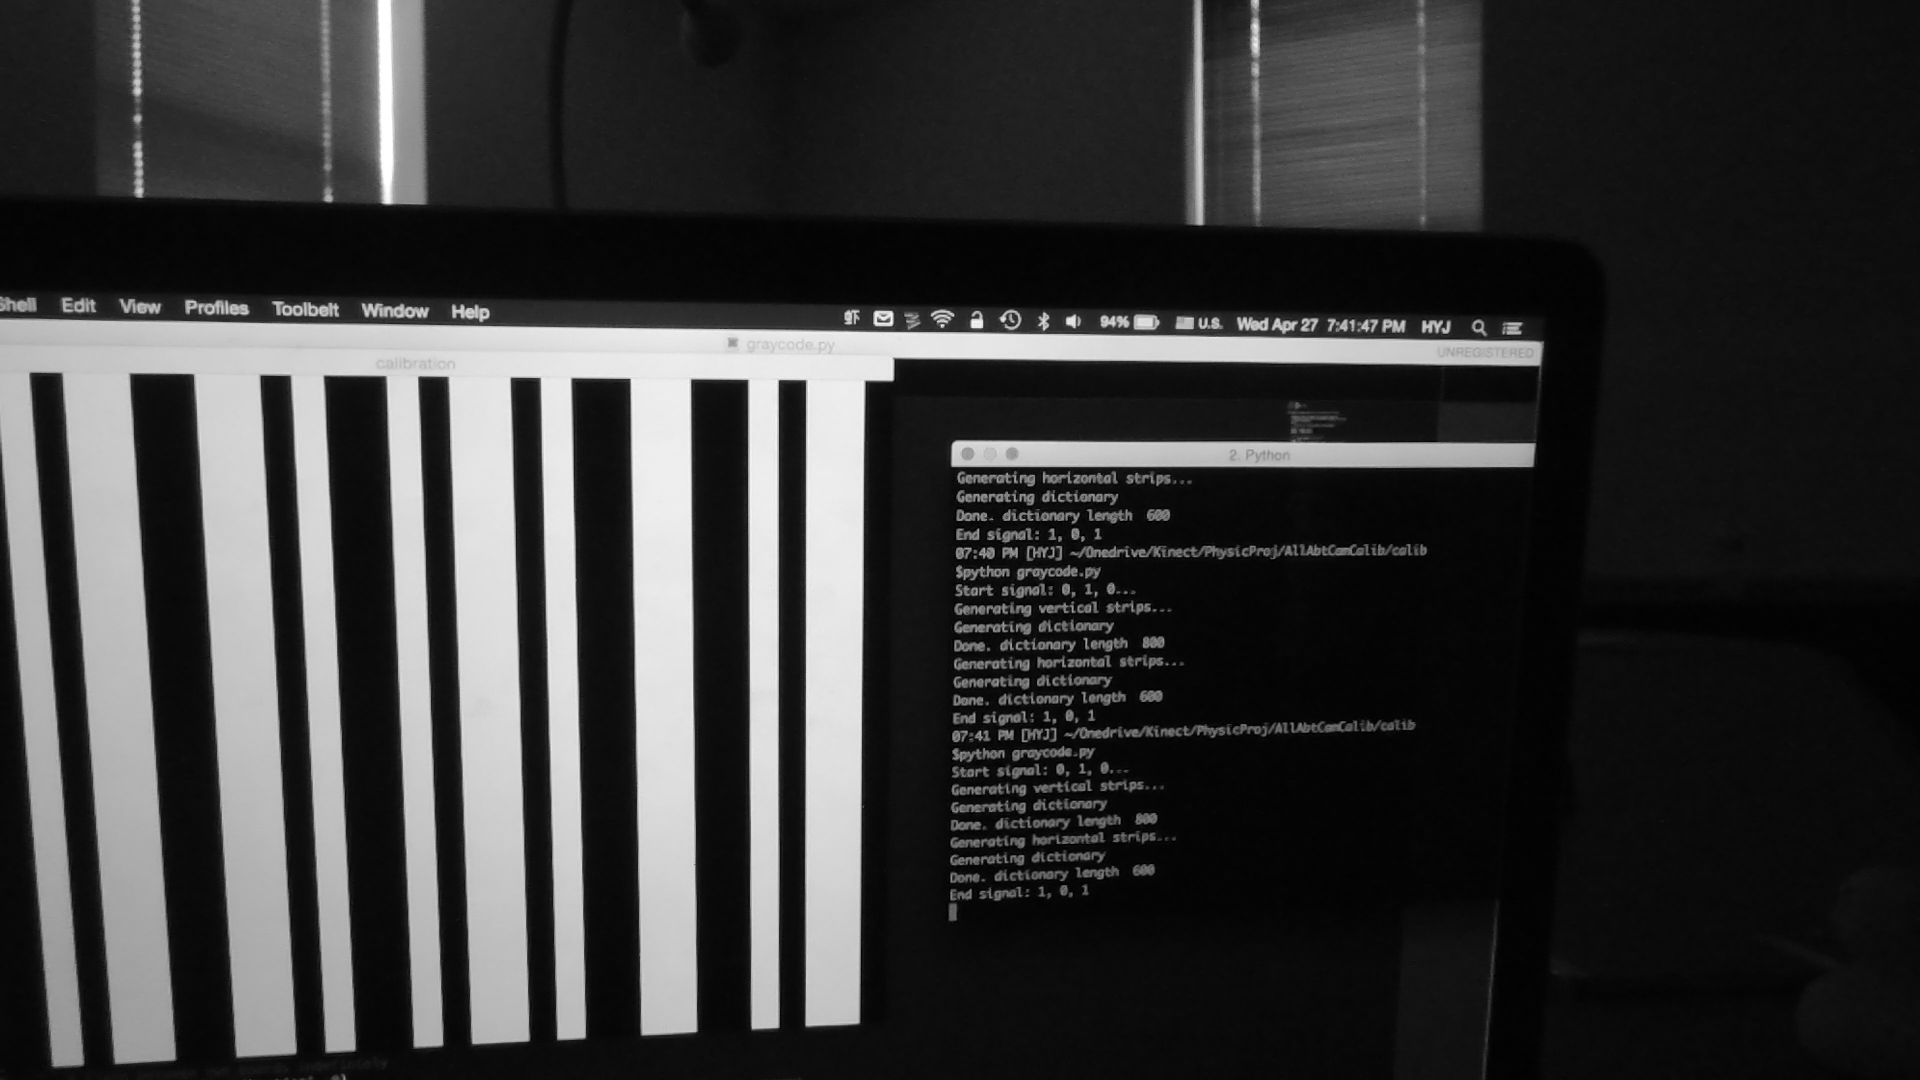 Shell Edit View Profiles Toolbelt Window Help 94% U.S. Wed Apr 27 7:41:47 PM HYJ
graycode.py
UNREGISTERED
calibration
2. Python
Generating horizontal strips...
Generating dictionary
Done. dictionary length 600
End signal: 1, 0, 1
07:40 PM [HYJ] ~/Onedrive/Kinect/PhysicProj/AllAbtCamCalib/calib
$python graycode.py
Start signal: 0, 1, 0...
Generating vertical strips...
Generating dictionary
Done. dictionary length 800
Generating horizontal strips...
Generating dictionary
Done. dictionary length 600
End signal: 1, 0, 1
07:41 PM [HYJ] ~/Onedrive/Kinect/PhysicProj/AllAbtCamCalib/calib
$python graycode.py
Start signal: 0, 1, 0...
Generating vertical strips...
Generating dictionary
Done. dictionary length 800
Generating horizontal strips...
Generating dictionary
Done. dictionary length 600
End signal: 1, 0, 1